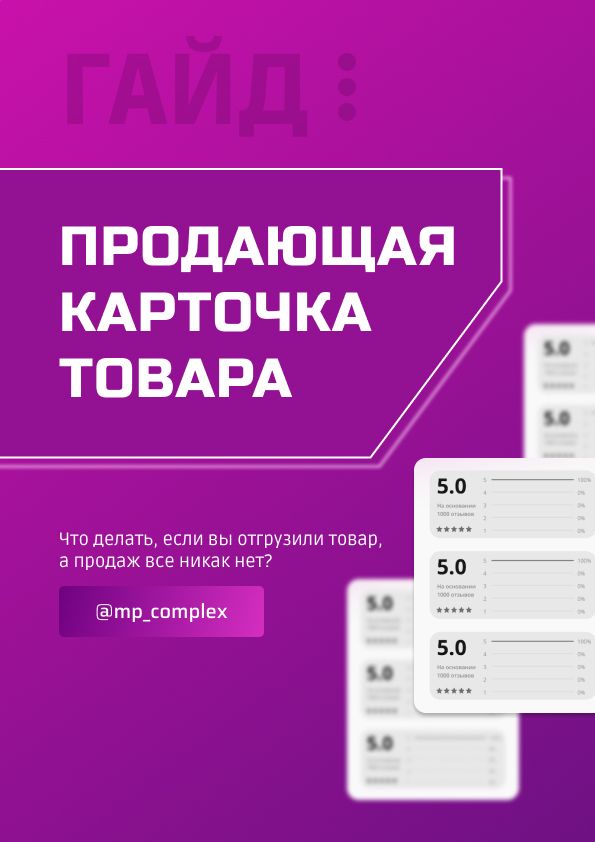 ГАЙД
ПРОДАЮЩАЯ
КАРТОЧКА
ТОВАРА
Что делать, если вы отгрузили товар,
а продаж все никак нет?
@mp_complex
5.0
5.0
5.0
На основании
1000 отзывов
5 100%
4 0%
3 0%
2 0%
1 0%
5.0
На основании
1000 отзывов
5 100%
4 0%
3 0%
2 0%
1 0%
5.0
На основании
1000 отзывов
5 100%
4 0%
3 0%
2 0%
1 0%
5.0
5.0
5.0